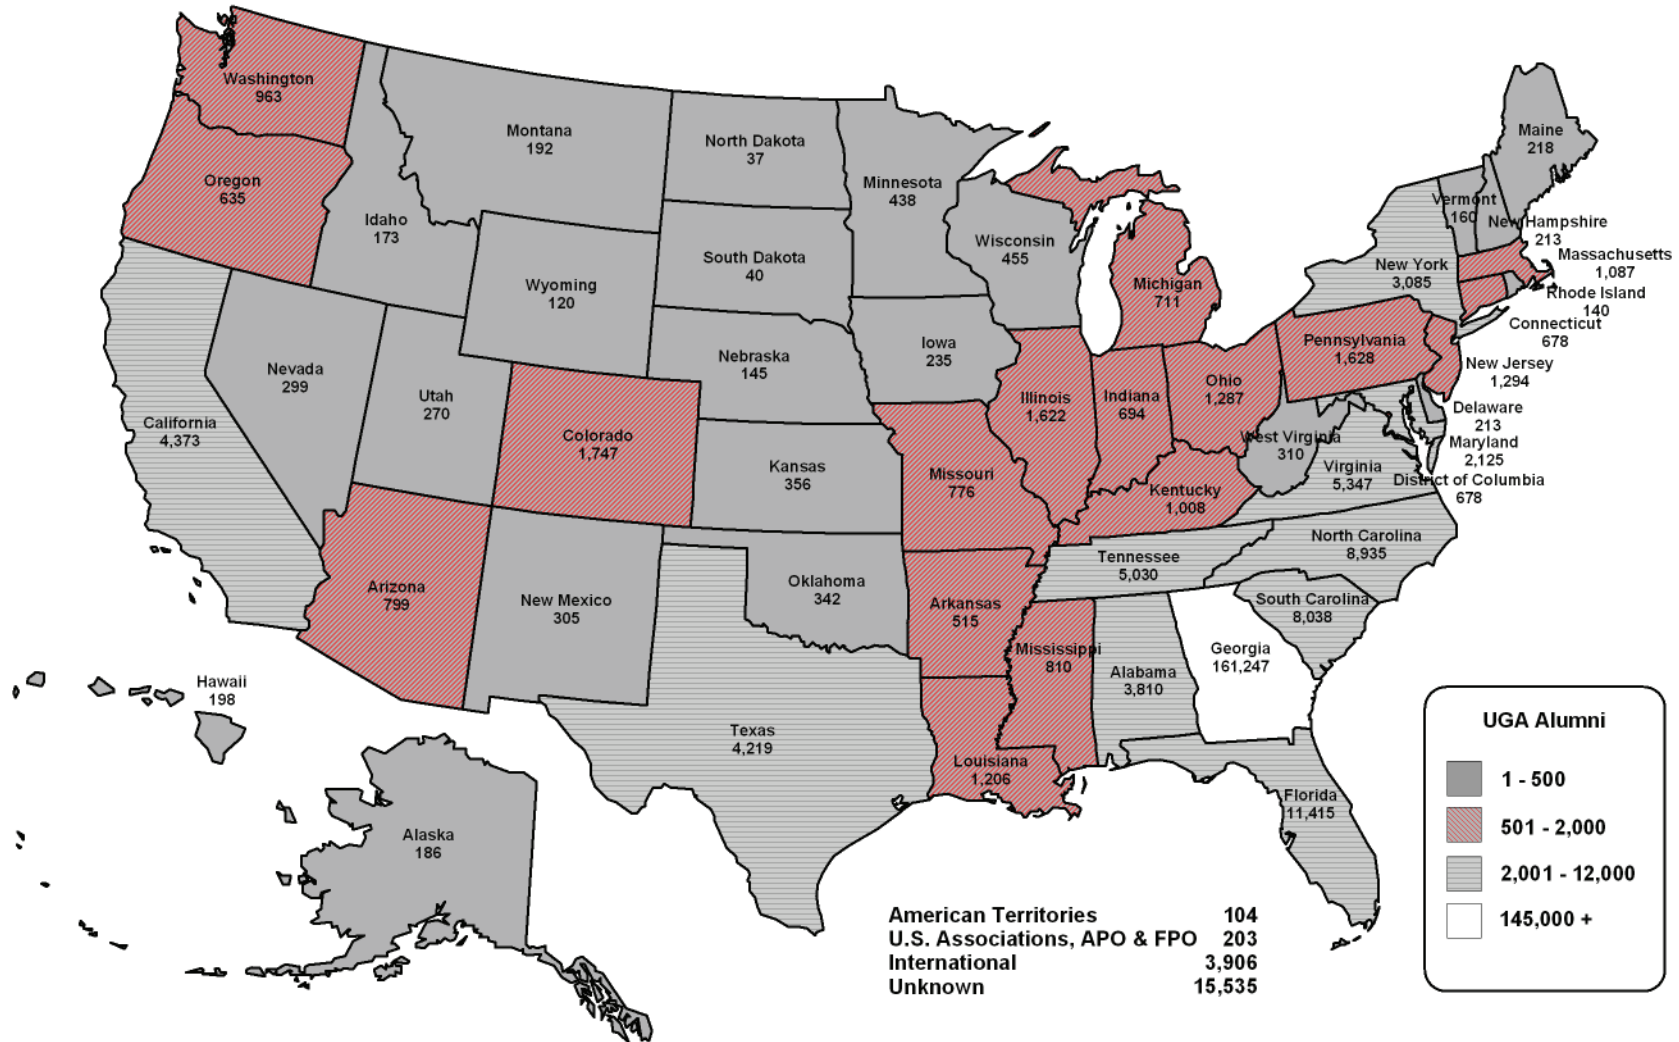 Washington
963
Oregon
635
Idaho
173
Montana
192
North Dakota
37
Minnesota
438
South Dakota
40
Wisconsin
455
Wyoming
120
Michigan
711
Maine
218
Vermont
160
New Hampshire
213
Massachusetts
1,087
New York
3,085
Rhode Island
140
Connecticut
678
Pennsylvania
1,628
New Jersey
1,294
Iowa
235
Nebraska
145
Nevada
299
Utah
270
California
4,373
Colorado
1,747
Illinois
1,622
Indiana
694
Ohio
1,287
Delaware
213
Maryland
2,125
West Virginia
310
Virginia
5,347
District of Columbia
678
Kansas
356
Missouri
776
Kentucky
1,008
North Carolina
8,935
Tennessee
5,030
Arizona
799
New Mexico
305
Oklahoma
342
Arkansas
515
South Carolina
8,038
Mississippi
810
Alabama
3,810
Georgia
161,247
Hawaii
198
Texas
4,219
Louisiana
1,206
Florida
11,415
Alaska
186
UGA Alumni
1 - 500
501 - 2,000
2,001 - 12,000
145,000 +
American Territories 104
U.S. Associations, APO & FPO 203
International 3,906
Unknown 15,535